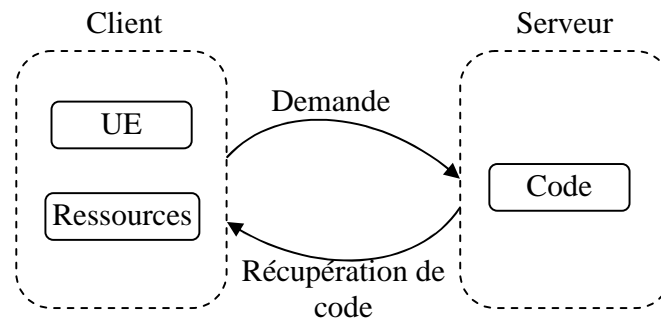 Client
Serveur
Demande
UE
Code
Ressources
Récupération de
code